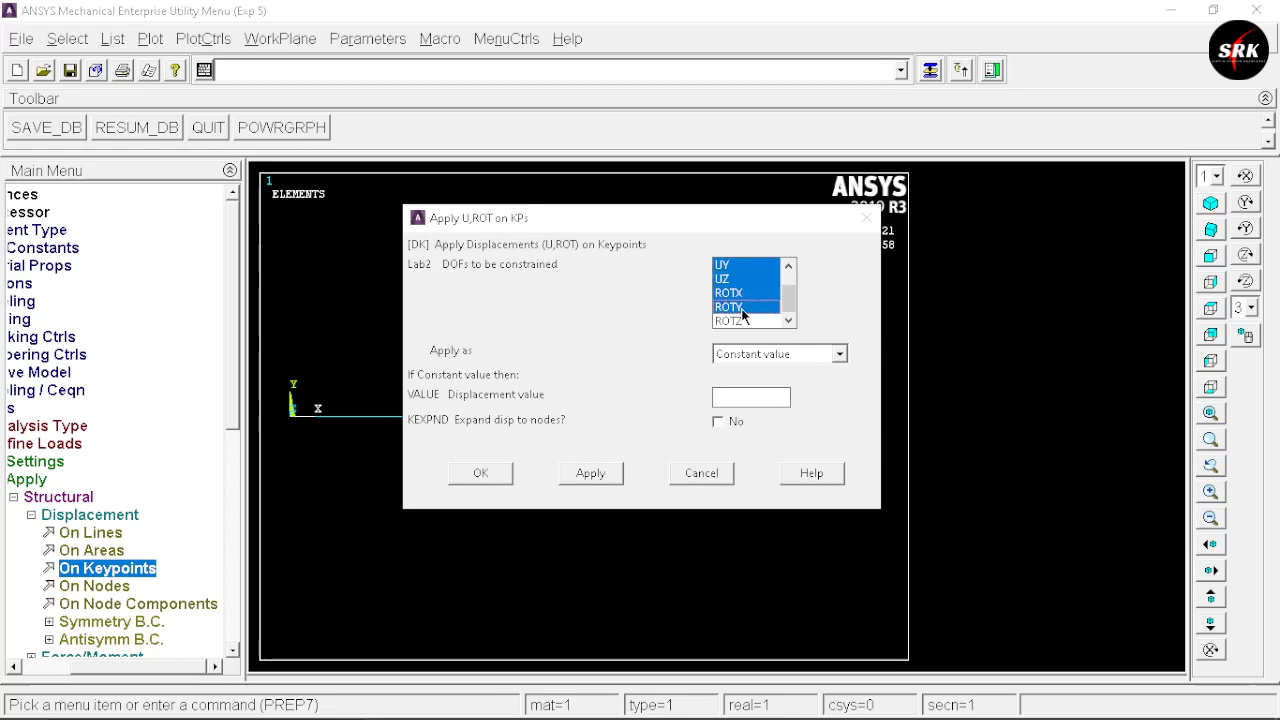 ANSYS Mechanical Enterprise Utility Menu (Exp 5)
File Select List Plot PlotCtrls WorkPlane Parameters Macro MenuCtrls Help
SRK
Toolbar
SAVE_DB RESUM_DB QUIT POWRGRPH
Main Menu
nces
essor
ent Type
Constants
rial Props
ors
ling
ing
king Ctrls
bering Ctrls
ve Model
ling / Ceqn
s
alysis Type
fine Loads
Settings
Apply
Structural
Displacement
On Lines
On Areas
On Keypoints
On Nodes
On Node Components
Symmetry B.C.
Antisymm B.C.
Force/Moment
1
ELEMENTS
ANSYS
2019 R3
21
58
Y
X
Apply U,ROT on KPs
[DK] Apply Displacements (U,ROT) on Keypoints
Lab2 DOFs to be constrained
UY
UZ
ROTX
ROTY
ROTZ
Apply as
Constant value
If Constant value then:
VALUE Displacement value
KEXPND Expand disp to nodes?
No
OK Apply Cancel Help
1
3
Pick a menu item or enter a command (PREP7)
mat=1 type=1 real=1 csys=0 secn=1